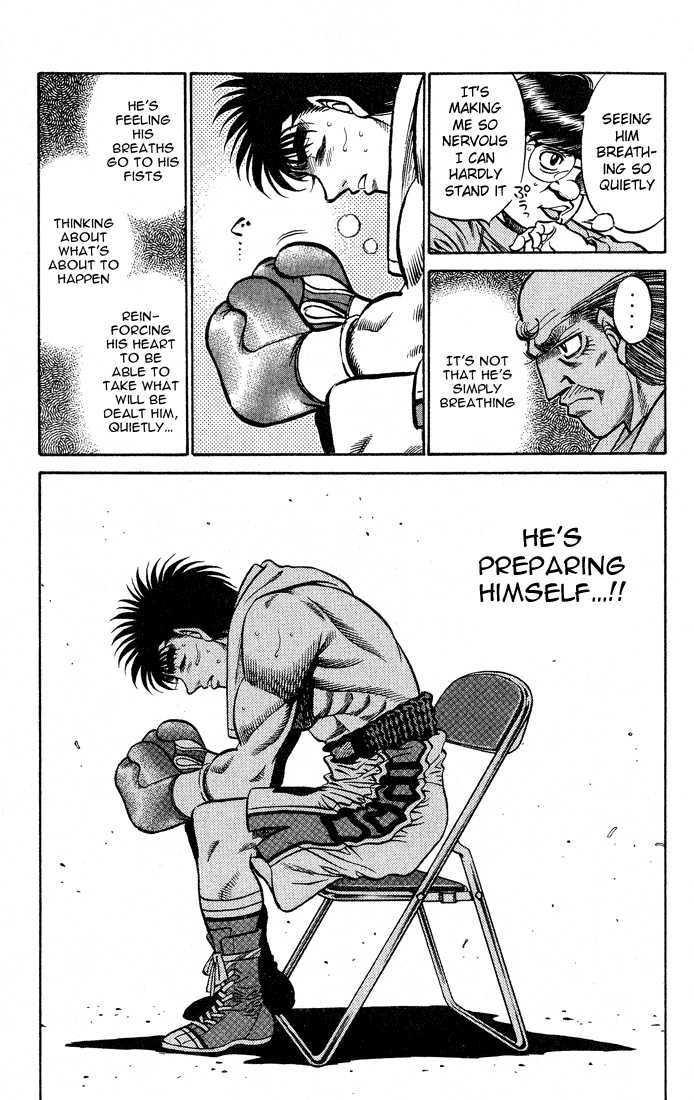 SEEING
HIM
BREATH-
ING SO
QUIETLY
IT'S
MAKING
ME SO
NERVOUS
I CAN
HARDLY
STAND IT
...
IT'S NOT
THAT HE'S
SIMPLY
BREATHING
HE'S
FEELING
HIS
BREATHS
GO TO HIS
FISTS
THINKING
ABOUT
WHAT'S
ABOUT TO
HAPPEN
REIN-
FORCING
HIS HEART
TO BE
ABLE TO
TAKE WHAT
WILL BE
DEALT HIM,
QUIETLY...
HE'S
PREPARING
HIMSELF...!!